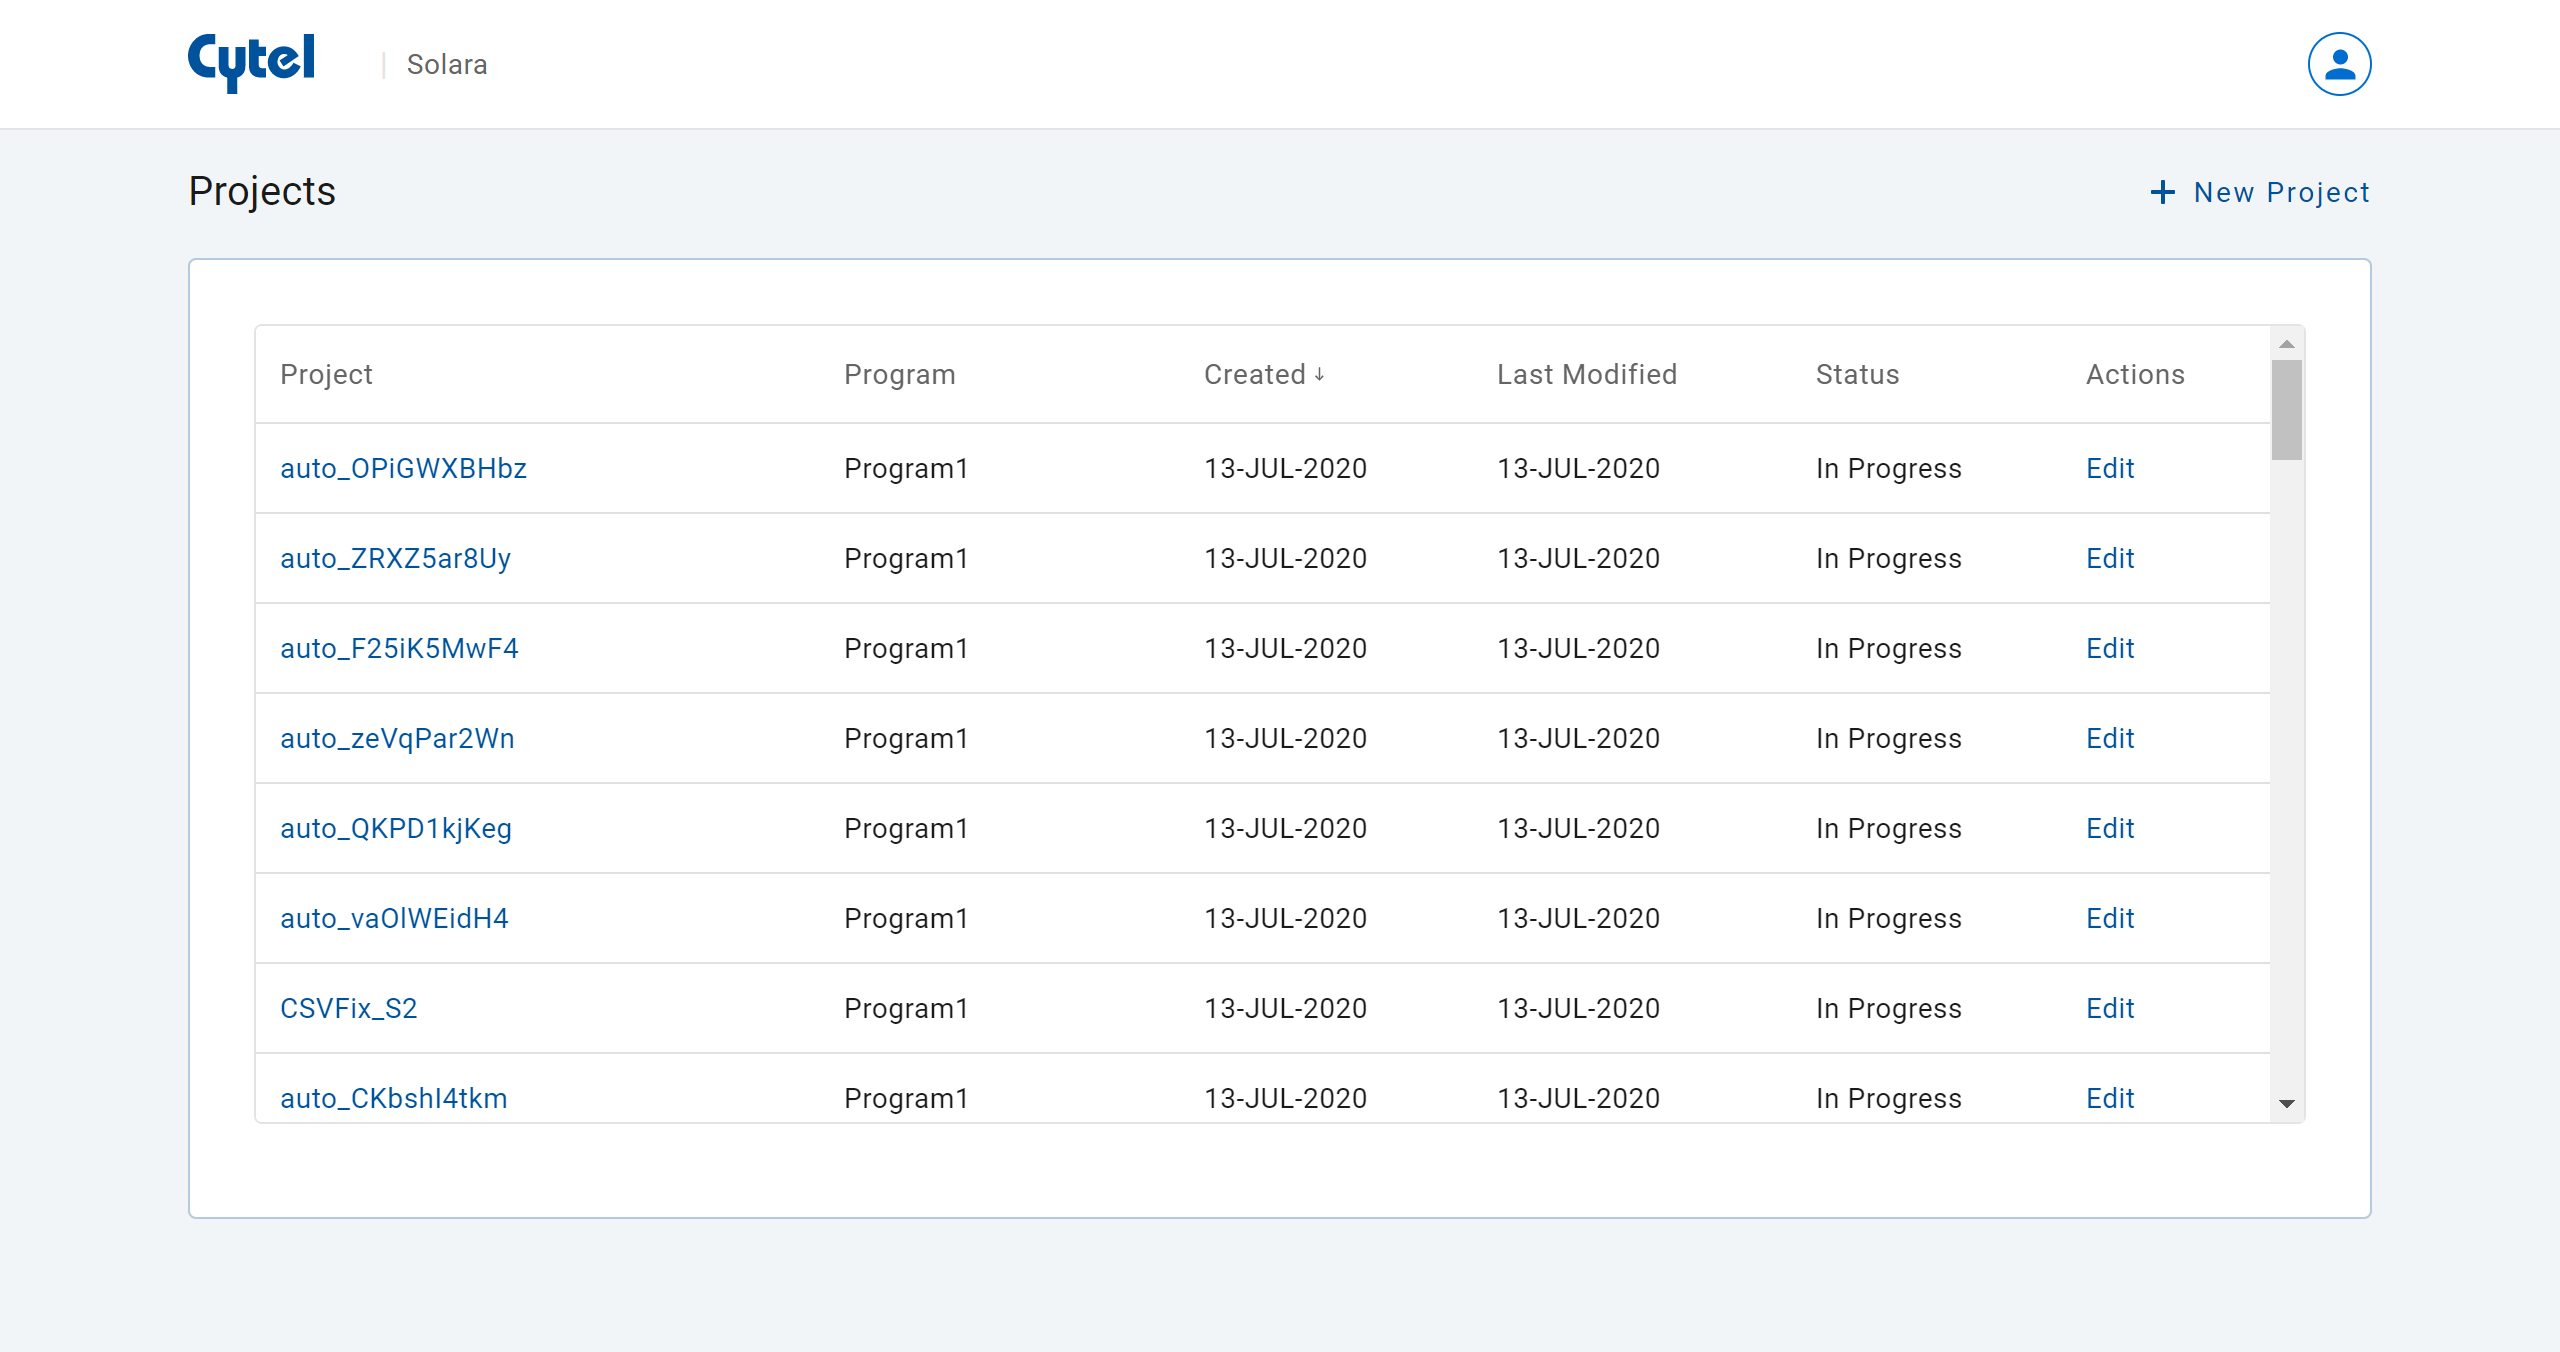 Cytel | Solara
Projects
+ New Project
Project Program Created ↓ Last Modified Status Actions
auto_OPiGWXBHbz Program1 13-JUL-2020 13-JUL-2020 In Progress Edit
auto_ZRXZ5ar8Uy Program1 13-JUL-2020 13-JUL-2020 In Progress Edit
auto_F25iK5MwF4 Program1 13-JUL-2020 13-JUL-2020 In Progress Edit
auto_zeVqPar2Wn Program1 13-JUL-2020 13-JUL-2020 In Progress Edit
auto_QKPD1kjKeg Program1 13-JUL-2020 13-JUL-2020 In Progress Edit
auto_vaOlWEidH4 Program1 13-JUL-2020 13-JUL-2020 In Progress Edit
CSVFix_S2 Program1 13-JUL-2020 13-JUL-2020 In Progress Edit
auto_CKbshI4tkm Program1 13-JUL-2020 13-JUL-2020 In Progress Edit